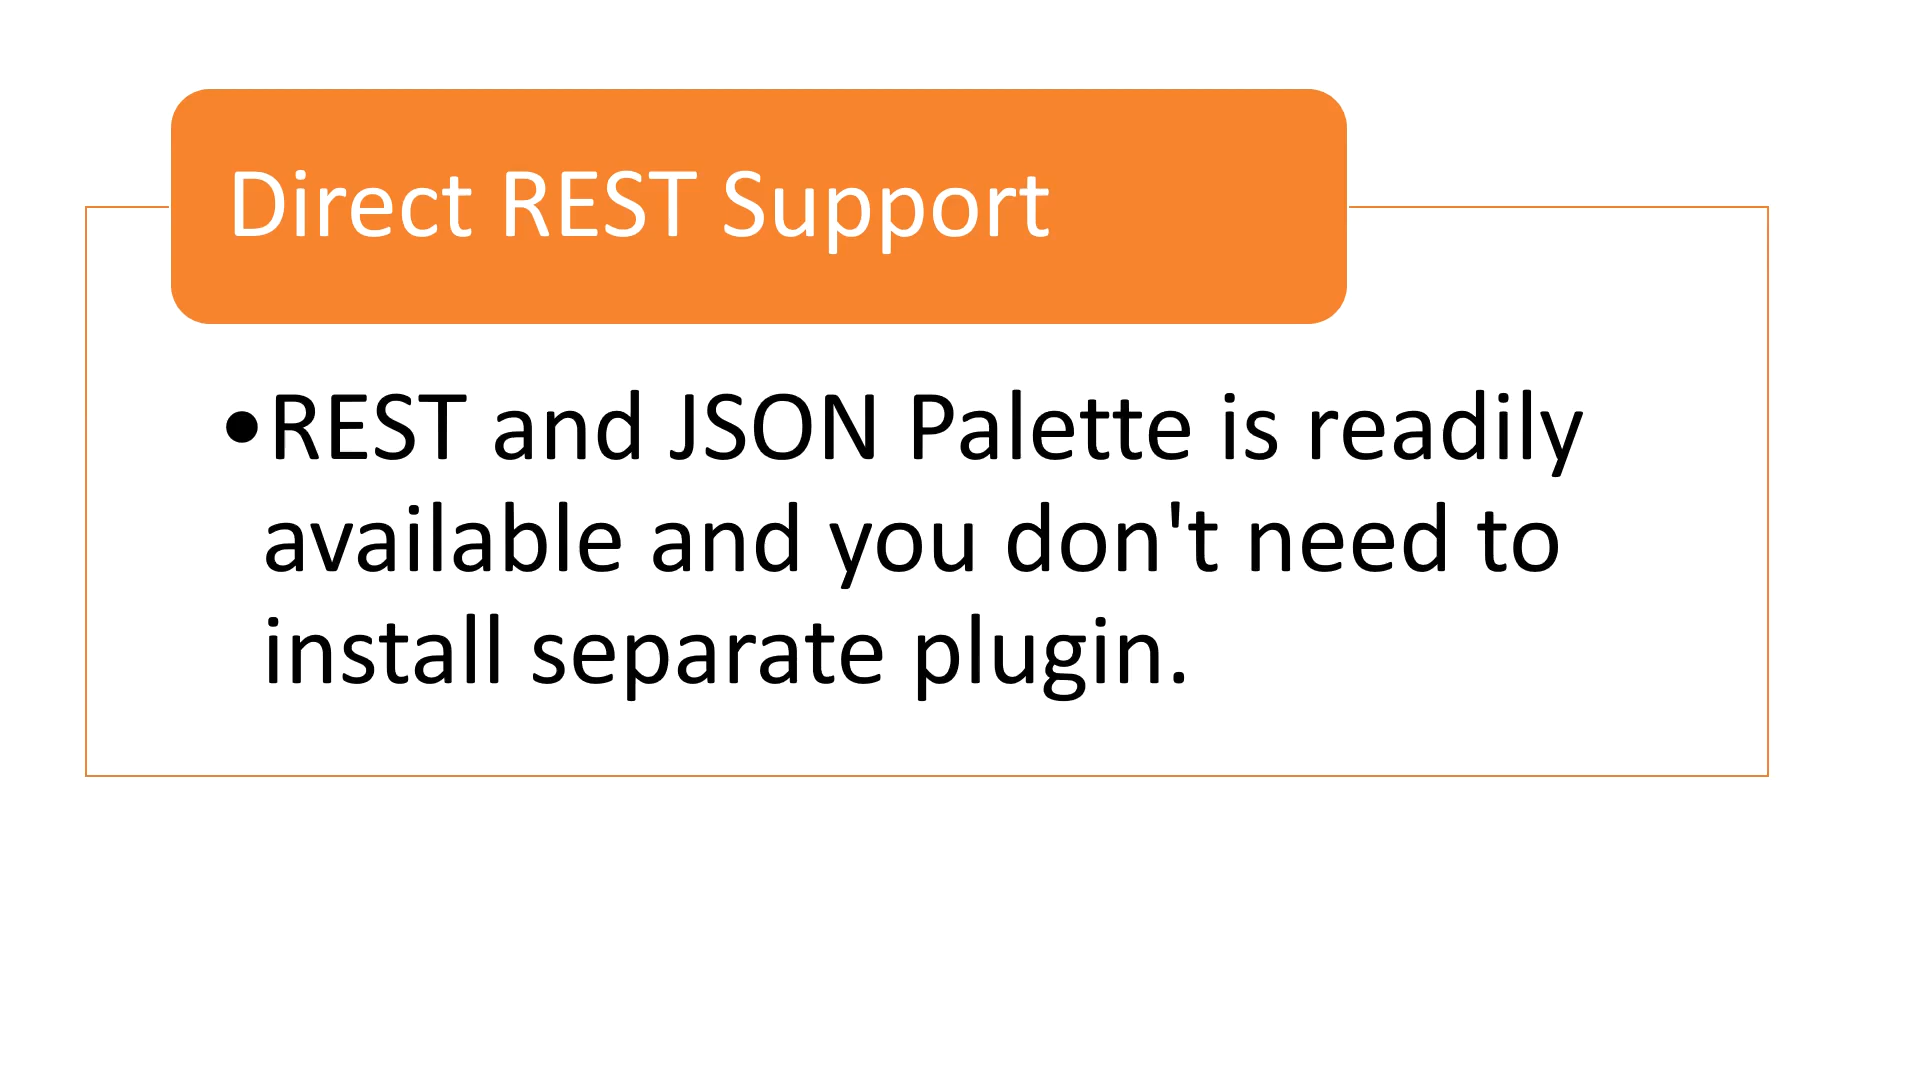 Direct REST Support
•REST and JSON Palette is readily
available and you don't need to
install separate plugin.